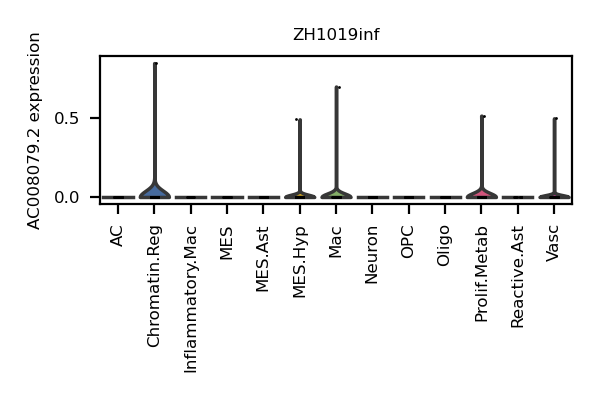 ZH1019inf
AC008079.2 expression
0.5
0.0
AC
Chromatin.Reg
Inflammatory.Mac
MES
MES.Ast
MES.Hyp
Mac
Neuron
OPC
Oligo
Prolif.Metab
Reactive.Ast
Vasc